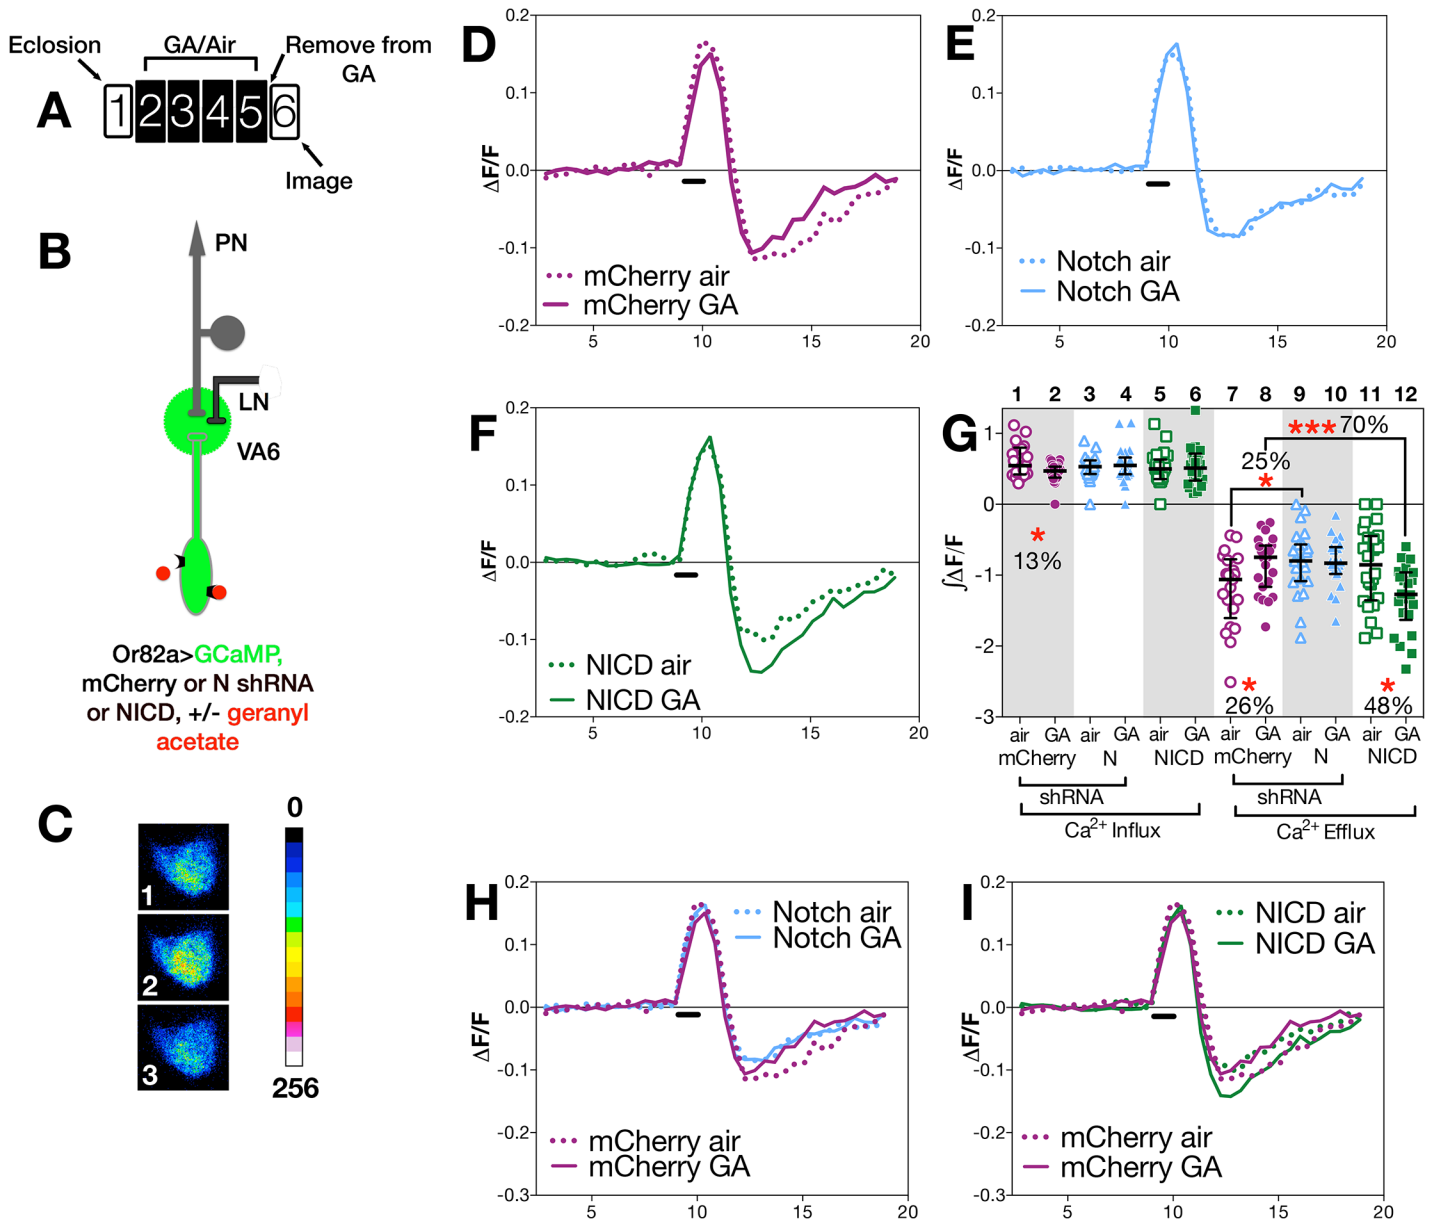 A
Eclosion
GA/Air
Remove from
GA
1 2 3 4 5 6
Image
B
PN
LN
VA6
Or82a>GCaMP,
mCherry or N shRNA
or NICD, +/- geranyl
acetate
C
1
2
3
0
256
D
ΔF/F
0.2
0.1
0.0
-0.1
-0.2
5 10 15 20
mCherry air
mCherry GA
E
ΔF/F
0.2
0.1
0.0
-0.1
-0.2
5 10 15 20
Notch air
Notch GA
F
ΔF/F
0.2
0.1
0.0
-0.1
-0.2
5 10 15 20
NICD air
NICD GA
G
1 2 3 4 5 6 7 8 9 10 11 12
∫ΔF/F
1
0
-1
-2
-3
*
13%
*** 70%
25%
*
*
26%
*
48%
air GA air GA air GA air GA air GA air GA
mCherry N NICD mCherry N NICD
shRNA shRNA
Ca2+ Influx Ca2+ Efflux
H
ΔF/F
0.2
0.1
0.0
-0.1
-0.2
-0.3
5 10 15 20
Notch air
Notch GA
mCherry air
mCherry GA
I
ΔF/F
0.2
0.1
0.0
-0.1
-0.2
-0.3
5 10 15 20
NICD air
NICD GA
mCherry air
mCherry GA